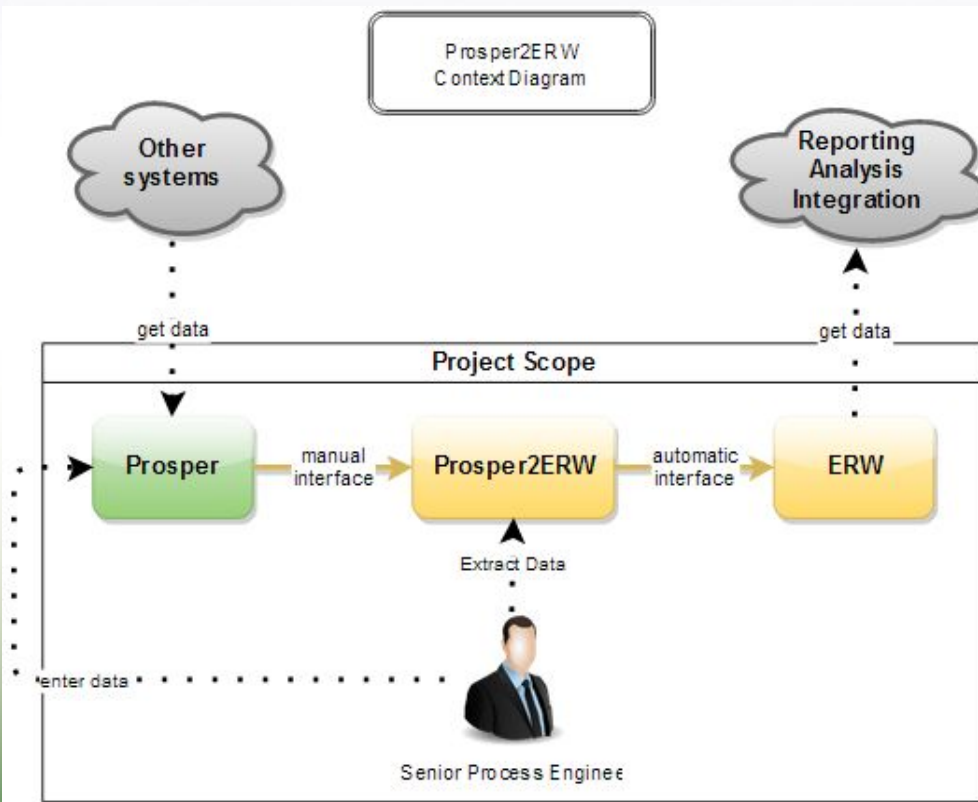 Prosper2ERW
Context Diagram
Other
systems
Reporting
Analysis
Integration
get data
get data
Project Scope
Prosper
manual
interface
Prosper2ERW
automatic
interface
ERW
Extract Data
enter data
Senior Process Enginee